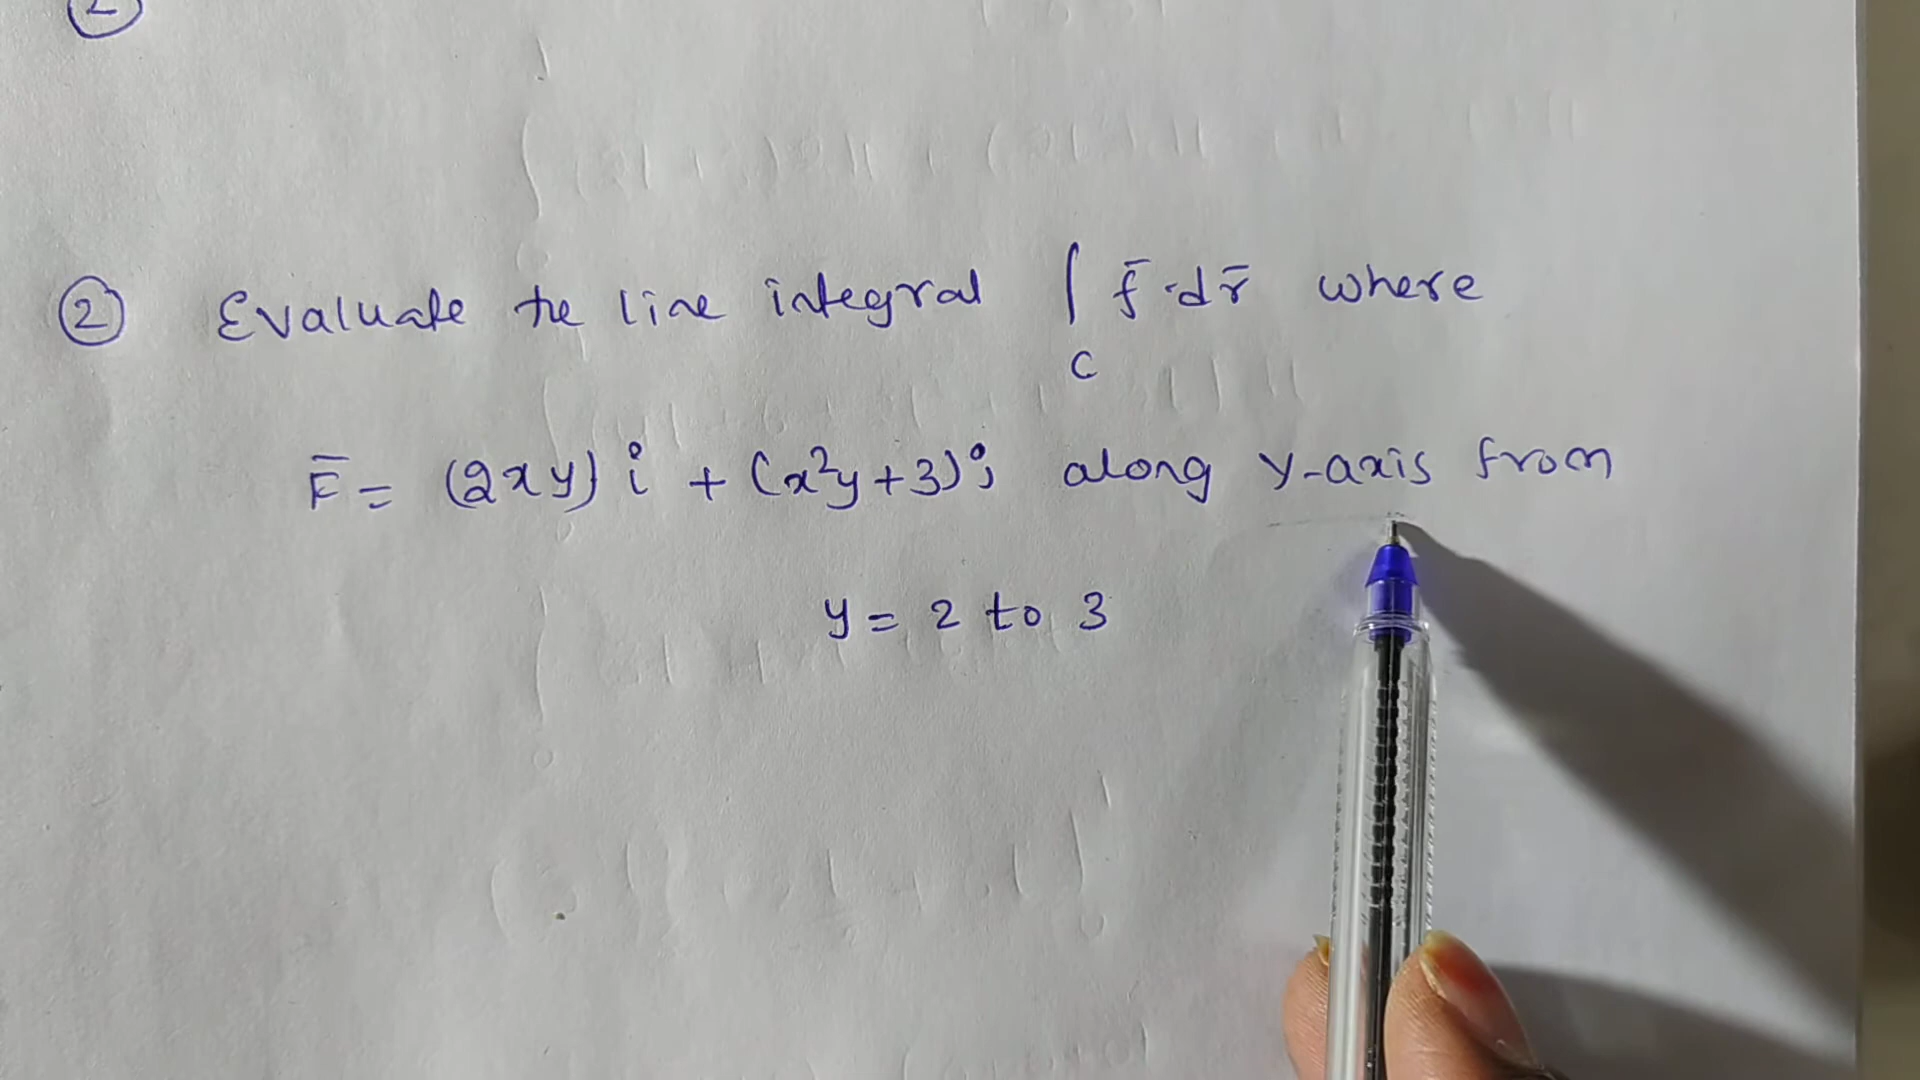 ② Evaluate the line integral ∫_C f̄·dr̄ where
F̄ = (2xy) i + (x²y+3) j along y-axis from
y = 2 to 3